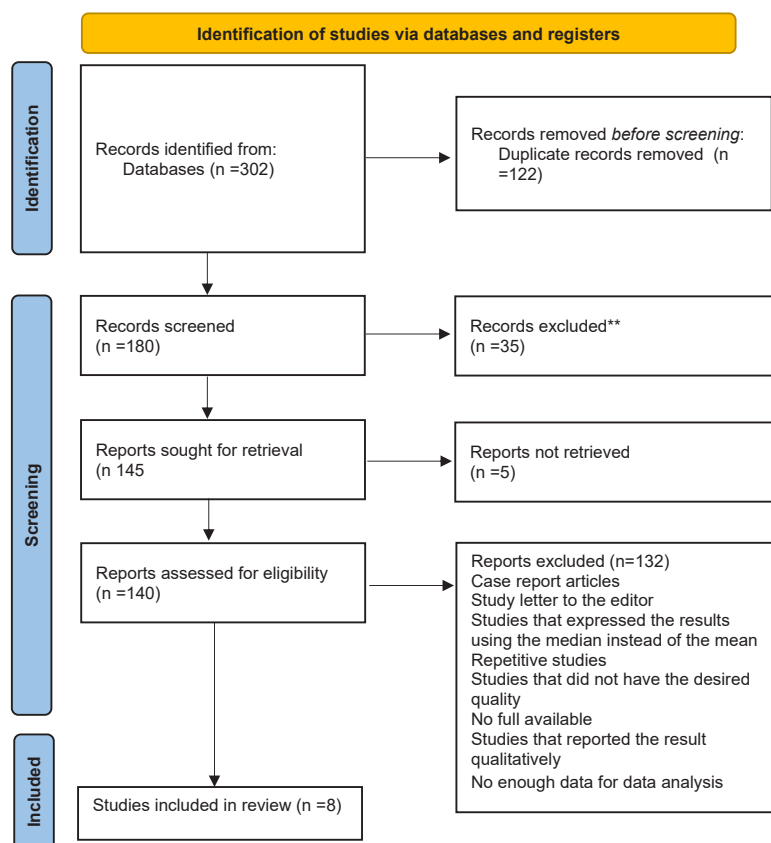 Identification of studies via databases and registers
Identification
Records identified from:
Databases (n =302)
Records removed before screening:
Duplicate records removed (n
=122)
Screening
Records screened
(n =180)
Records excluded**
(n =35)
Reports sought for retrieval
(n 145
Reports not retrieved
(n =5)
Reports assessed for eligibility
(n =140)
Reports excluded (n=132)
Case report articles
Study letter to the editor
Studies that expressed the results
using the median instead of the mean
Repetitive studies
Studies that did not have the desired
quality
No full available
Studies that reported the result
qualitatively
No enough data for data analysis
Included
Studies included in review (n =8)